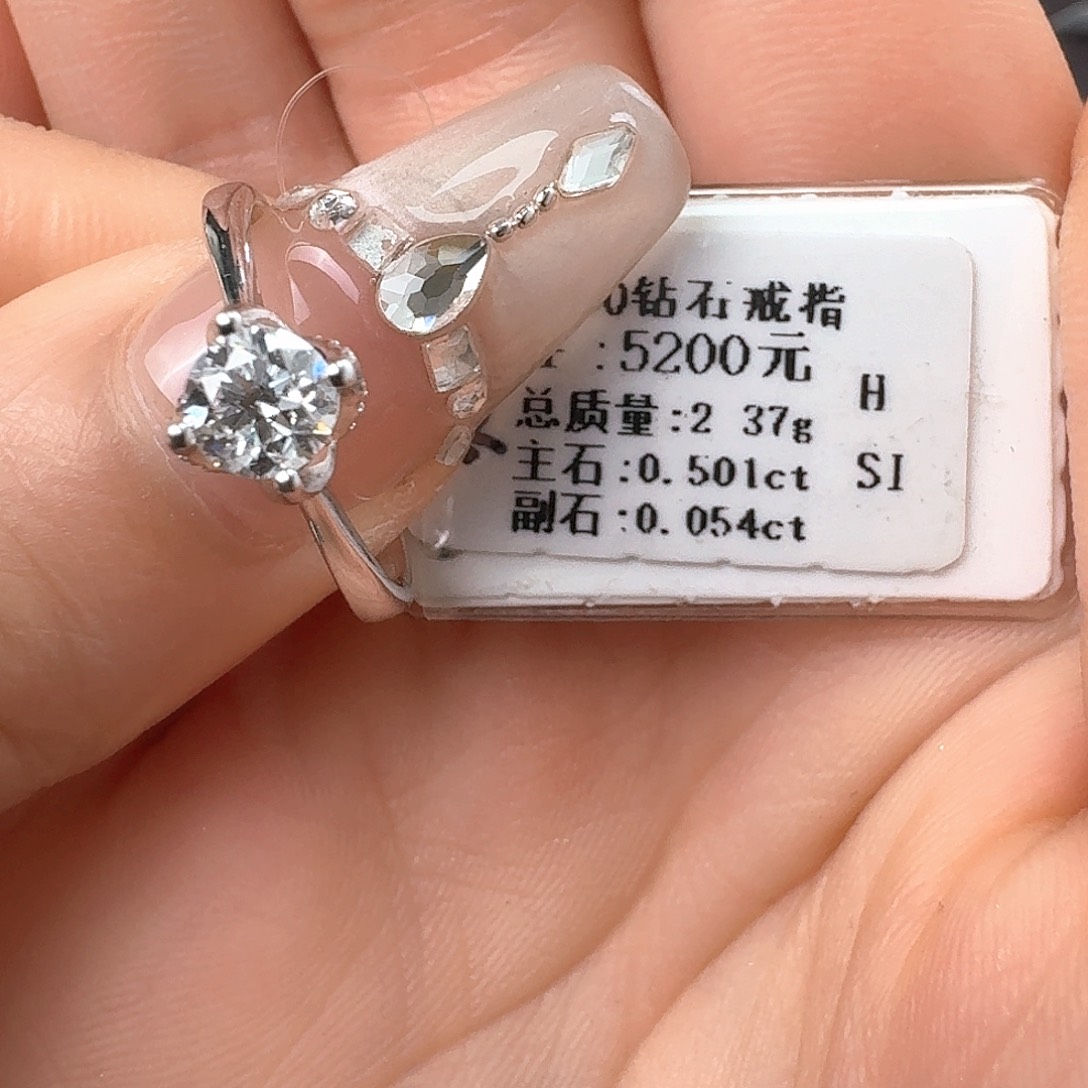 0钻石戒指
:5200元
H
总质量:2 37g
主石:0.501ct
SI
副石:0.054ct